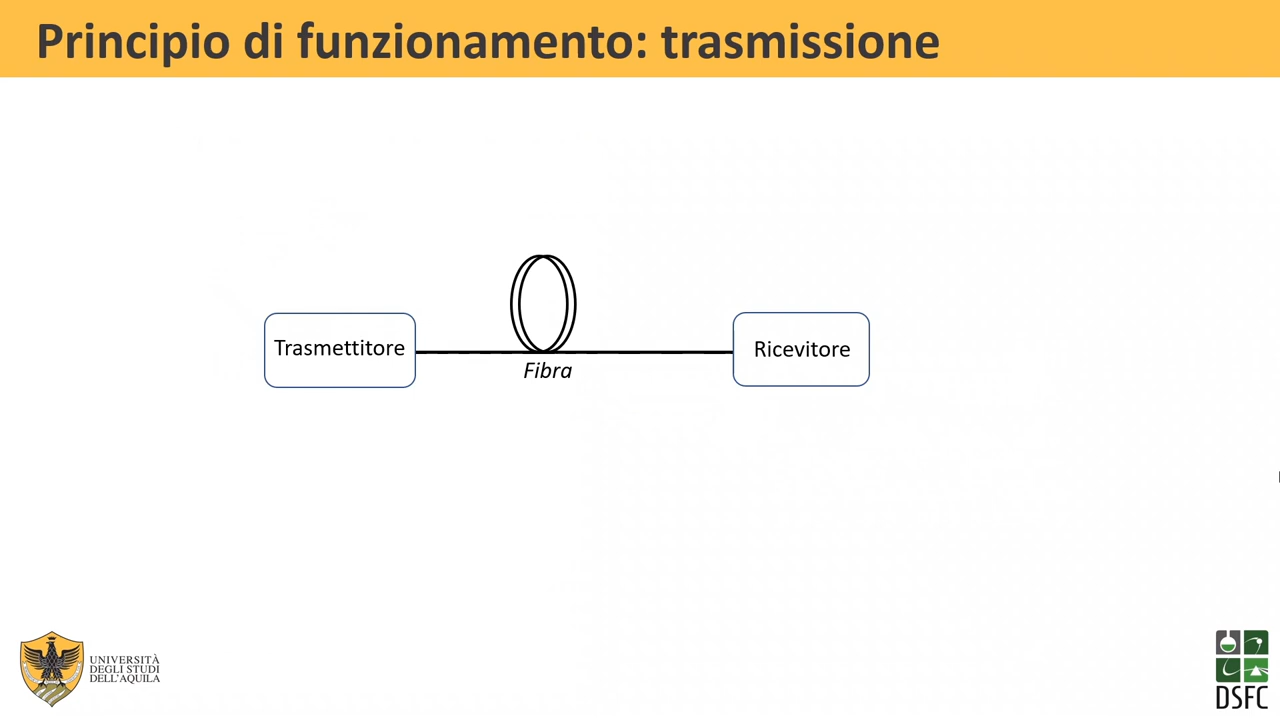 Principio di funzionamento: trasmissione
Trasmettitore
Fibra
Ricevitore
UNIVERSITÀ
DEGLI STUDI
DELL'AQUILA
DSFC